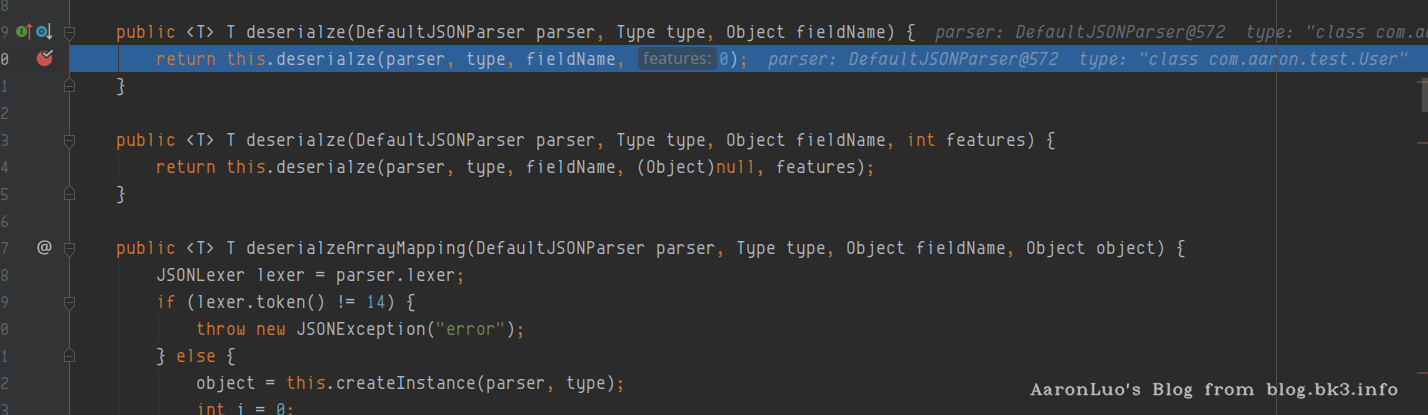 8
9 public <T> T deserialze(DefaultJSONParser parser, Type type, Object fieldName) { parser: DefaultJSONParser@572 type: "class com.aa
0 return this.deserialze(parser, type, fieldName, features: 0); parser: DefaultJSONParser@572 type: "class com.aaron.test.User"
1 }
2
3 public <T> T deserialze(DefaultJSONParser parser, Type type, Object fieldName, int features) {
4 return this.deserialze(parser, type, fieldName, (Object)null, features);
5 }
6
7 @ public <T> T deserialzeArrayMapping(DefaultJSONParser parser, Type type, Object fieldName, Object object) {
8 JSONLexer lexer = parser.lexer;
9 if (lexer.token() != 14) {
0 throw new JSONException("error");
1 } else {
2 object = this.createInstance(parser, type);
3 int i = 0;
AaronLuo's Blog from blog.bk3.info